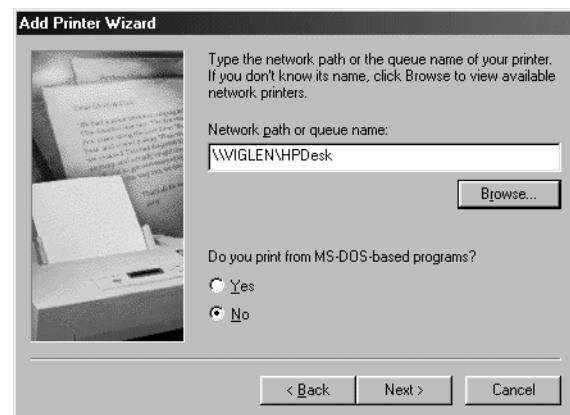 Add Printer Wizard
Type the network path or the queue name of your printer.
If you don't know its name, click Browse to view available
network printers.
Network path or queue name:
\\VIGLEN\HPDesk
Browse...
Do you print from MS-DOS-based programs?
Yes
No
< Back
Next >
Cancel